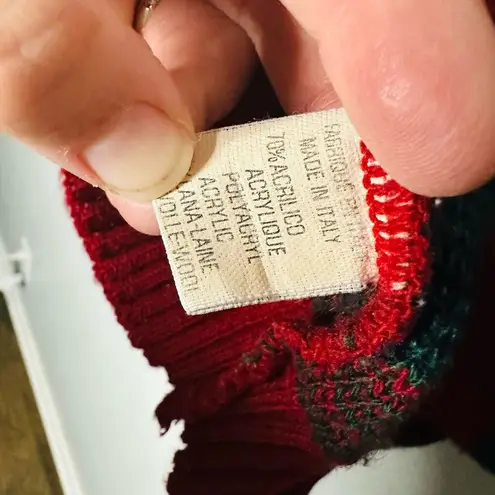 MADE IN ITALY
70% ACRILICO
ACRYLIQUE
POLYACRYL
ACRYLIC
LANA-LAINE
WOLLE-WOOL